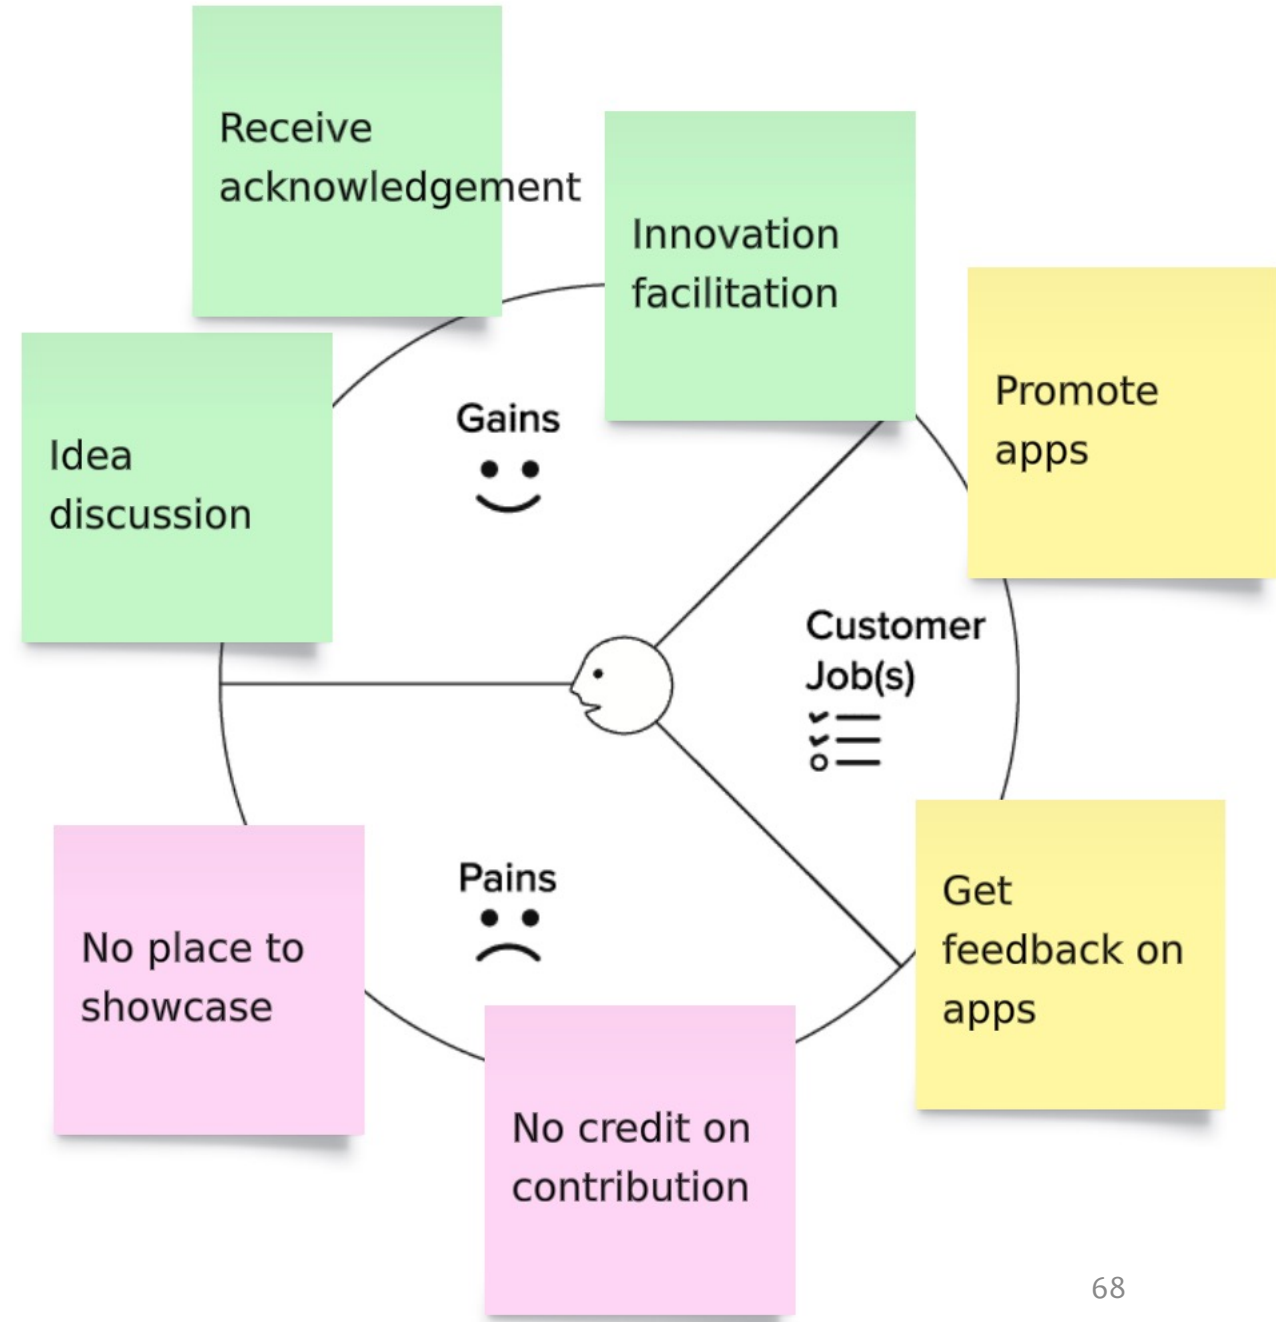 Receive
acknowledgement
Innovation
facilitation
Promote
apps
Idea
discussion
Gains
Customer
Job(s)
Pains
No place to
showcase
Get
feedback on
apps
No credit on
contribution
68